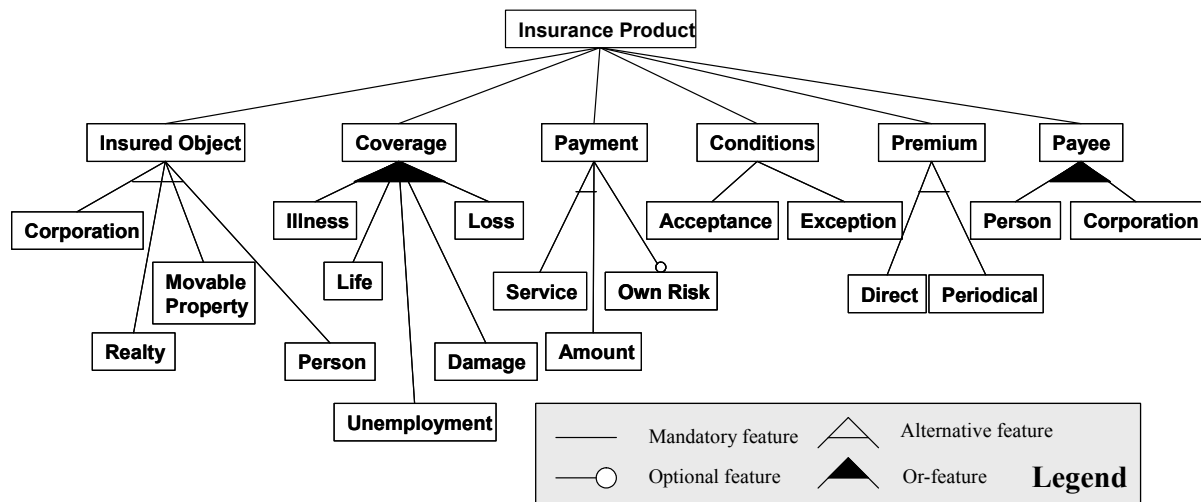 Insurance Product
Insured Object
Coverage
Payment
Conditions
Premium
Payee
Corporation
Illness
Loss
Acceptance
Exception
Person
Corporation
Movable
Property
Life
Service
Own Risk
Direct
Periodical
Realty
Person
Damage
Amount
Unemployment
Mandatory feature
Alternative feature
Optional feature
Or-feature
Legend